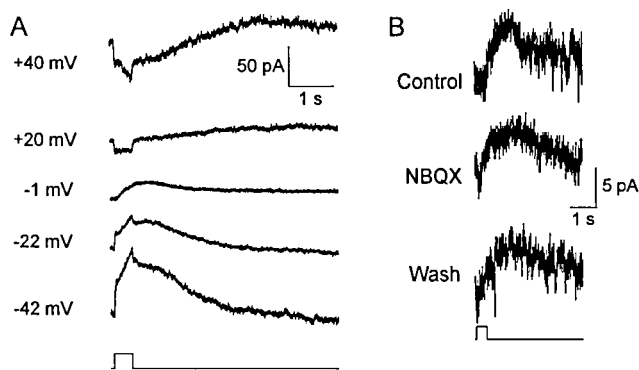 A
+40 mV
50 pA
1 s
+20 mV
-1 mV
-22 mV
-42 mV
B
Control
NBQX
5 pA
1 s
Wash